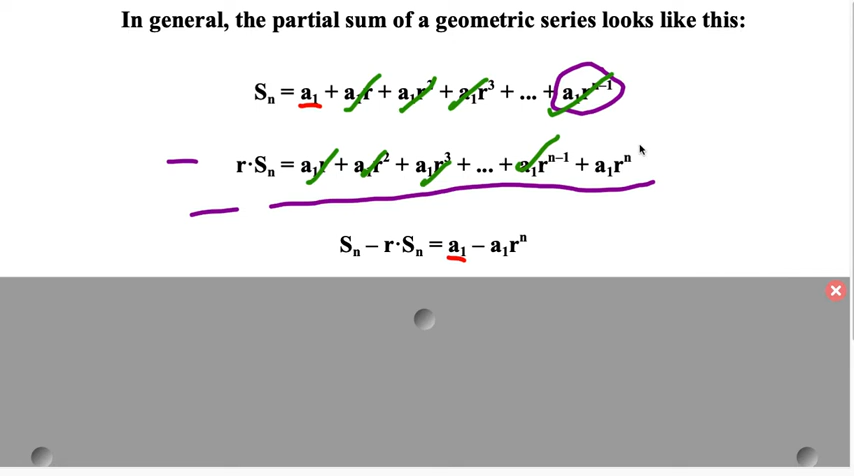 In general, the partial sum of a geometric series looks like this:
Sₙ = a₁ + a₁r + a₁r² + a₁r³ + ... + a₁rⁿ⁻¹
r·Sₙ = a₁r + a₁r² + a₁r³ + ... + a₁rⁿ⁻¹ + a₁rⁿ
Sₙ – r·Sₙ = a₁ – a₁rⁿ